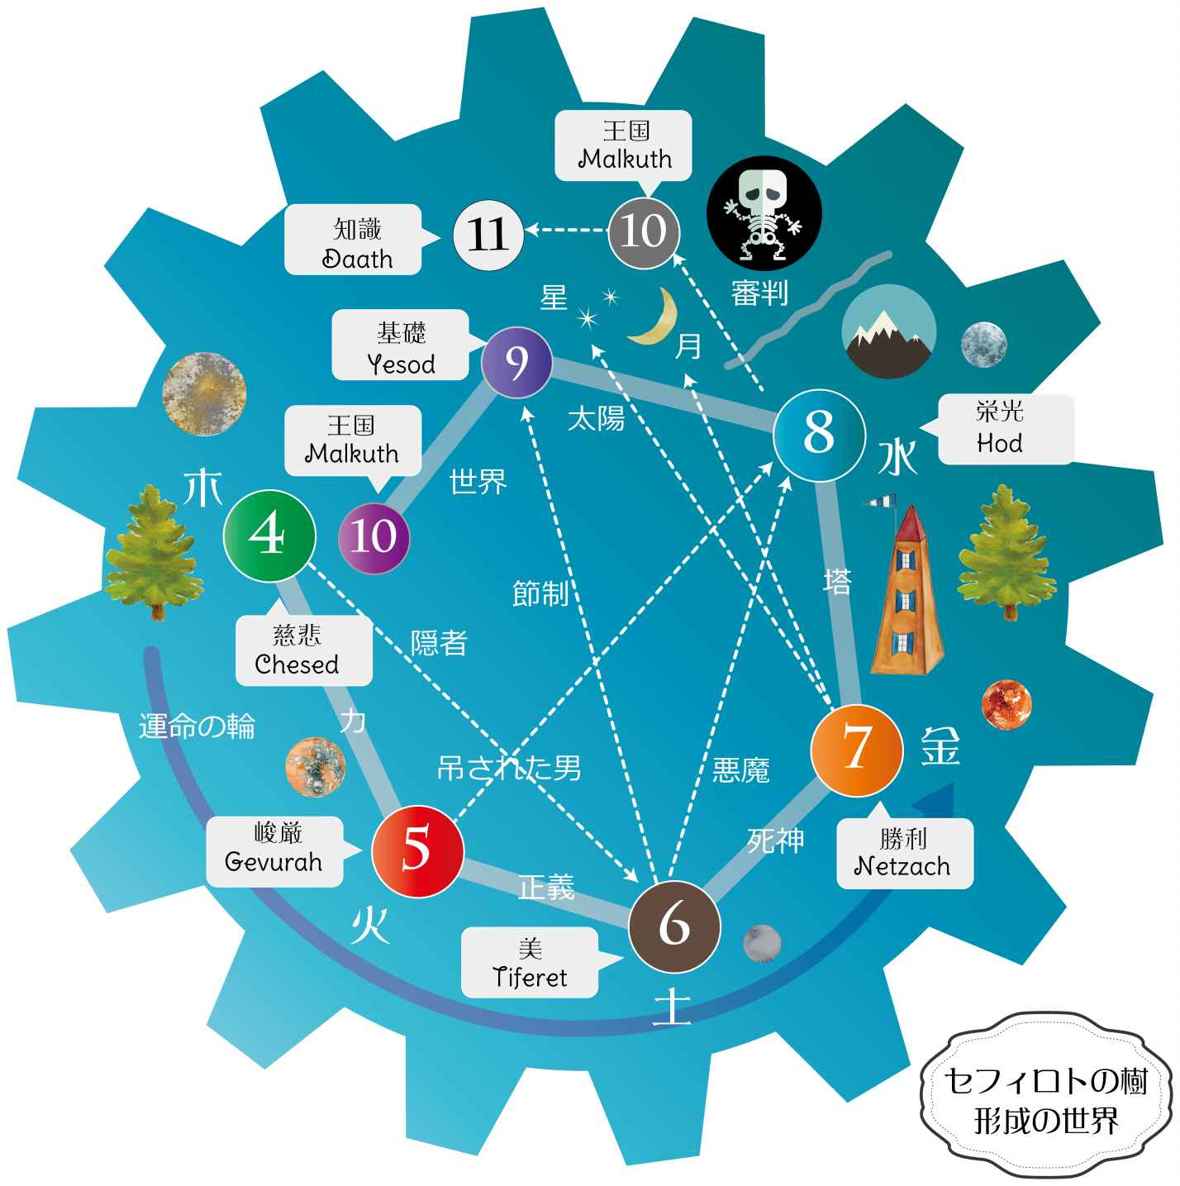 王国
Malkuth
知識
Daath
11
10
審判
星
月
基礎
Yesod
9
太陽
王国
Malkuth
世界
8
水
栄光
Hod
木
4
10
節制
塔
慈悲
Chesed
隠者
運命の輪
力
吊された男
悪魔
7
金
峻厳
Gevurah
5
死神
勝利
Netzach
火
正義
美
Tiferet
6
土
セフィロトの樹
形成の世界